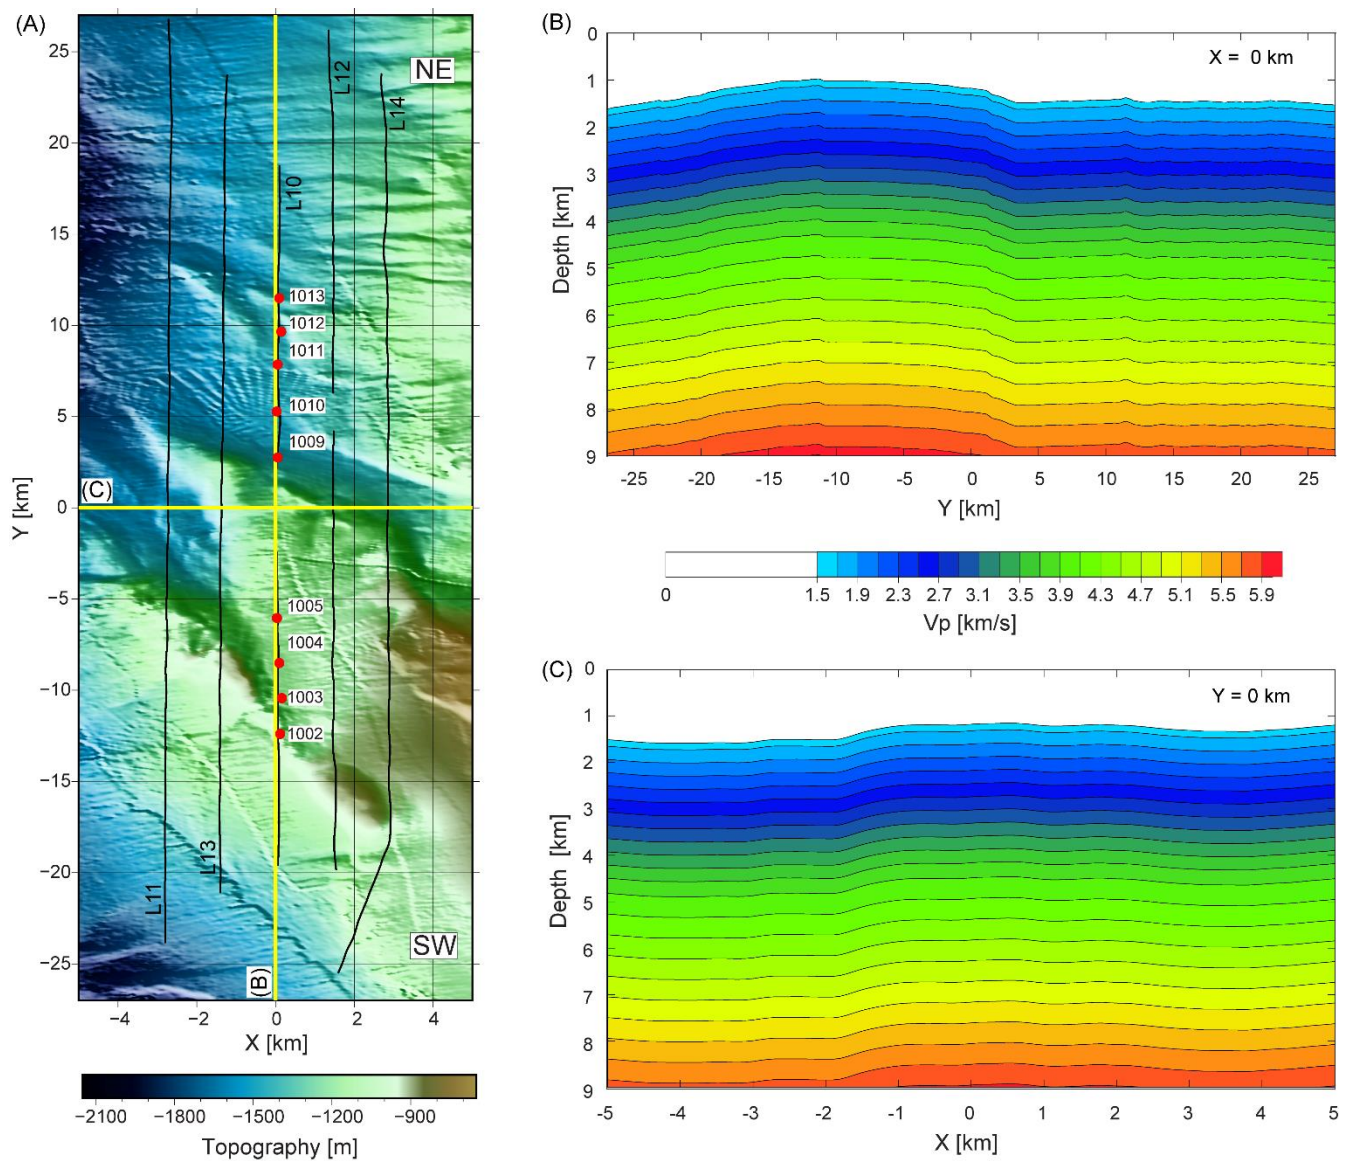 (A)
NE
L12
L14
L10
1013
1012
1011
1010
1009
(C)
1005
1004
1003
1002
L13
L11
SW
(B)
25
20
15
10
5
0
−5
−10
−15
−20
−25
Y [km]
−4 −2 0 2 4
X [km]
−2100 −1800 −1500 −1200 −900
Topography [m]
(B)
X = 0 km
0
1
2
3
4
5
6
7
8
9
Depth [km]
-25 -20 -15 -10 -5 0 5 10 15 20 25
Y [km]
0 1.5 1.9 2.3 2.7 3.1 3.5 3.9 4.3 4.7 5.1 5.5 5.9
Vp [km/s]
(C)
Y = 0 km
0
1
2
3
4
5
6
7
8
9
Depth [km]
-5 -4 -3 -2 -1 0 1 2 3 4 5
X [km]